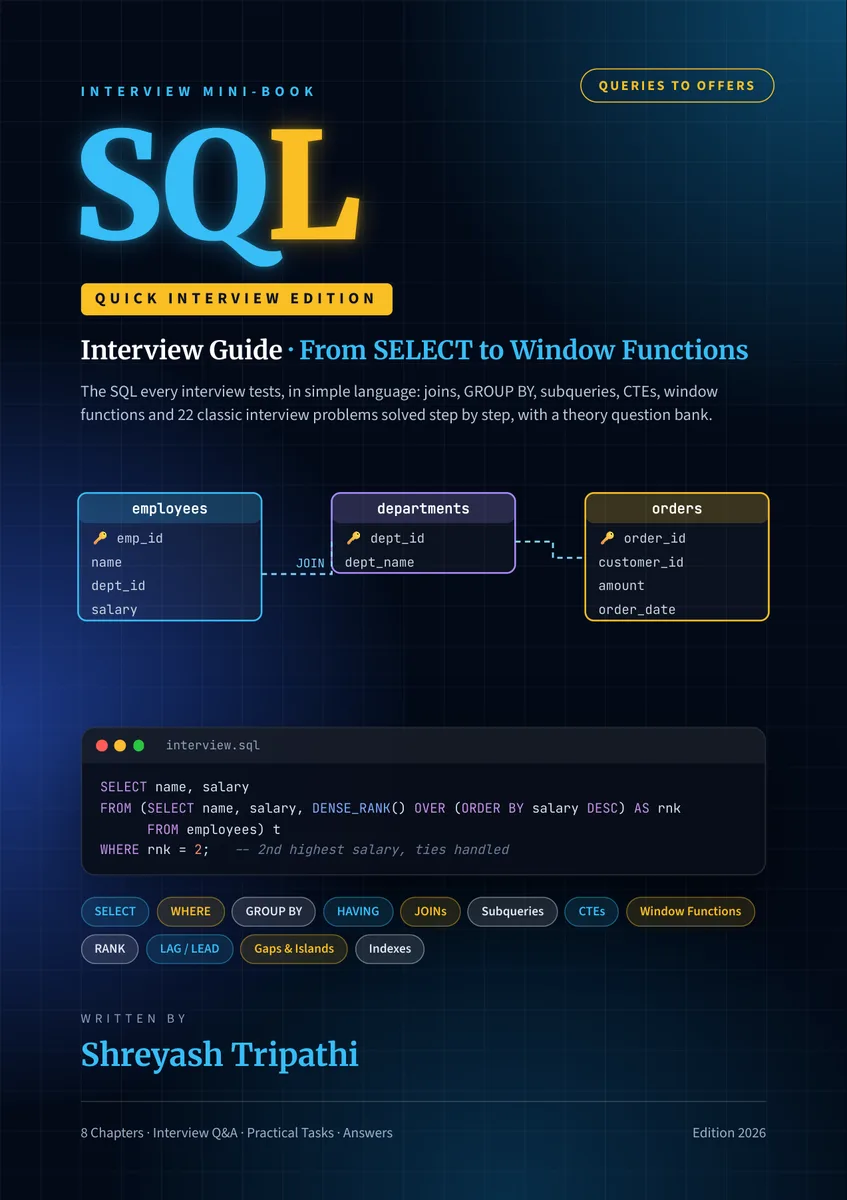 INTERVIEW MINI-BOOK
QUERIES TO OFFERS
SQL
QUICK INTERVIEW EDITION
Interview Guide · From SELECT to Window Functions
The SQL every interview tests, in simple language: joins, GROUP BY, subqueries, CTEs, window
functions and 22 classic interview problems solved step by step, with a theory question bank.
employees
🔑 emp_id
name
dept_id
salary
JOIN
departments
🔑 dept_id
dept_name
orders
🔑 order_id
customer_id
amount
order_date
interview.sql
SELECT name, salary
FROM (SELECT name, salary, DENSE_RANK() OVER (ORDER BY salary DESC) AS rnk
      FROM employees) t
WHERE rnk = 2;   -- 2nd highest salary, ties handled
SELECT WHERE GROUP BY HAVING JOINs Subqueries CTEs Window Functions
RANK LAG / LEAD Gaps & Islands Indexes
WRITTEN BY
Shreyash Tripathi
8 Chapters · Interview Q&A · Practical Tasks · Answers
Edition 2026